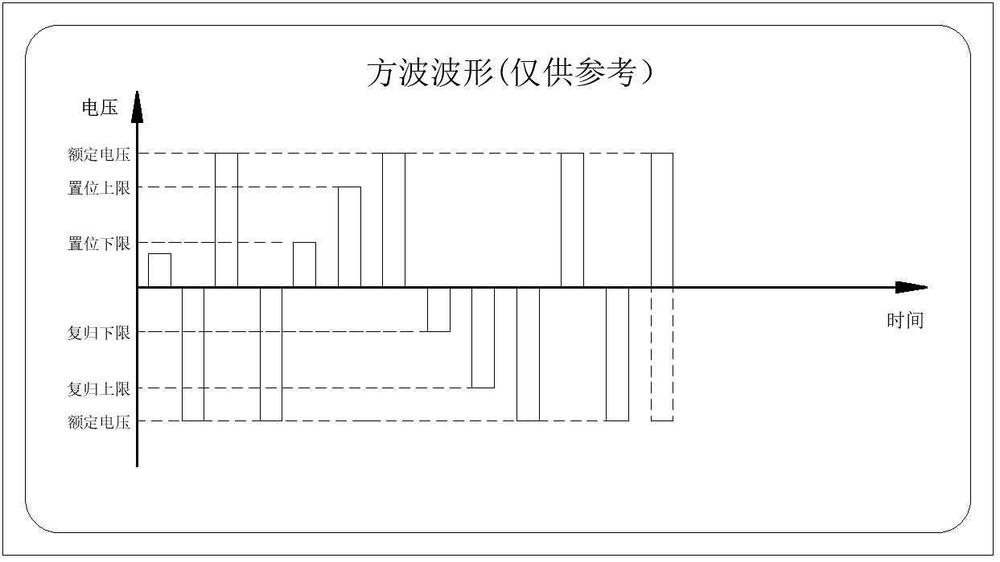 方波波形(仅供参考）
电压
额定电压
置位上限
置位下限
复归下限
时间
复归上限
额定电压